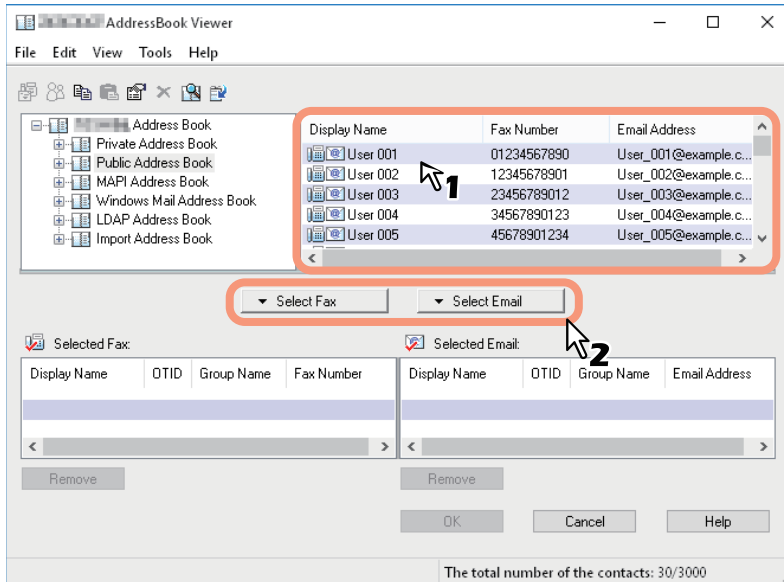 AddressBook Viewer
File Edit View Tools Help
Address Book
Private Address Book
Public Address Book
MAPI Address Book
Windows Mail Address Book
LDAP Address Book
Import Address Book
Display Name Fax Number Email Address
User 001 01234567890 User_001@example.c...
User 002 12345678901 User_002@example.c...
User 003 23456789012 User_003@example.c...
User 004 34567890123 User_004@example.c...
User 005 45678901234 User_005@example.c...
1
Select Fax Select Email
2
Selected Fax: Selected Email:
Display Name OTID Group Name Fax Number Display Name OTID Group Name Email Address
Remove Remove
OK Cancel Help
The total number of the contacts: 30/3000